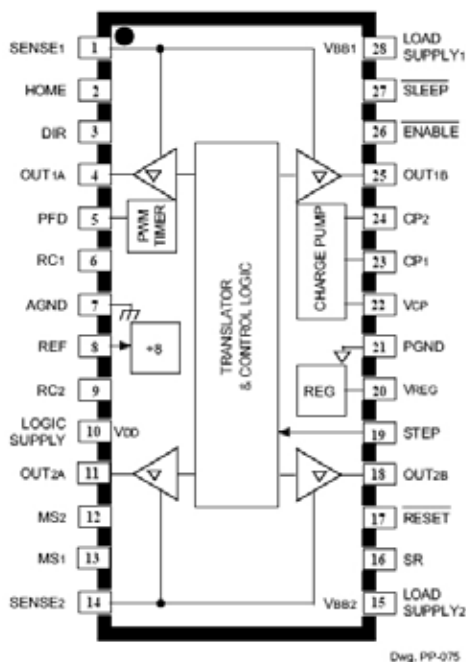 SENSE1 1 VBB1 28 LOAD SUPPLY1
HOME 2 27 SLEEP
DIR 3 26 ENABLE
OUT1A 4 25 OUT1B
PFD 5 PWM TIMER 24 CP2
RC1 6 CHARGE PUMP 23 CP1
AGND 7 22 VCP
REF 8 ÷8 TRANSLATOR & CONTROL LOGIC 21 PGND
RC2 9 REG 20 VREG
LOGIC SUPPLY 10 VDD 19 STEP
OUT2A 11 18 OUT2B
MS2 12 17 RESET
MS1 13 16 SR
SENSE2 14 VBB2 15 LOAD SUPPLY2
Dwg. PP-075